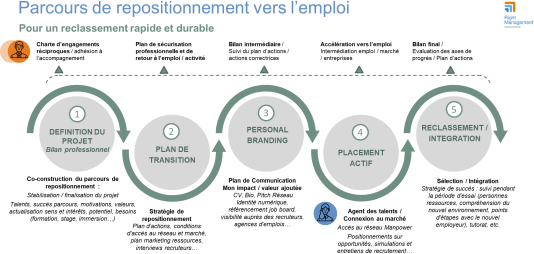 Parcours de repositionnement vers l'emploi
Right Management
Pour un reclassement rapide et durable
Charte d'engagements
réciproques / adhésion à
l'accompagnement
Plan de sécurisation
professionnelle et de
retour à l'emploi / activité
Bilan intermédiaire /
Suivi du plan d'actions /
actions correctrices
Accélération vers l'emploi
Intermédiation emploi / marché
/ entreprises
Bilan final /
Evaluation des axes de
progrès / Plan d'actions
1
DEFINITION DU
PROJET
Bilan professionnel
2
PLAN DE
TRANSITION
3
PERSONAL
BRANDING
4
PLACEMENT
ACTIF
5
RECLASSEMENT /
INTEGRATION
Co-construction du parcours de
repositionnement :
Stabilisation / finalisation du projet
Talents, succès parcours, motivations, valeurs,
actualisation sens et intérêts, potentiel, besoins
(formation, stage, immersion…)
Stratégie de
repositionnement
Plan d'actions, conditions
d'accès au réseau et marché,
plan marketing ressources,
interviews recruteurs…
Plan de Communication
Mon impact / valeur ajoutée
CV, Bio, Pitch Réseau
Identité numérique,
référencement job board,
visibilité auprès des recruteurs,
agences d'emplois…
Agent des talents /
Connexion au marché
Accès au réseau Manpower
Positionnements sur
opportunités, simulations et
entretiens de recrutement…
Sélection / Intégration
Stratégie de succès : suivi pendant
la période d'essai (personnes
ressources, compréhension du
nouvel environnement, points
d'étapes avec le nouvel
employeur), tutorat, etc.